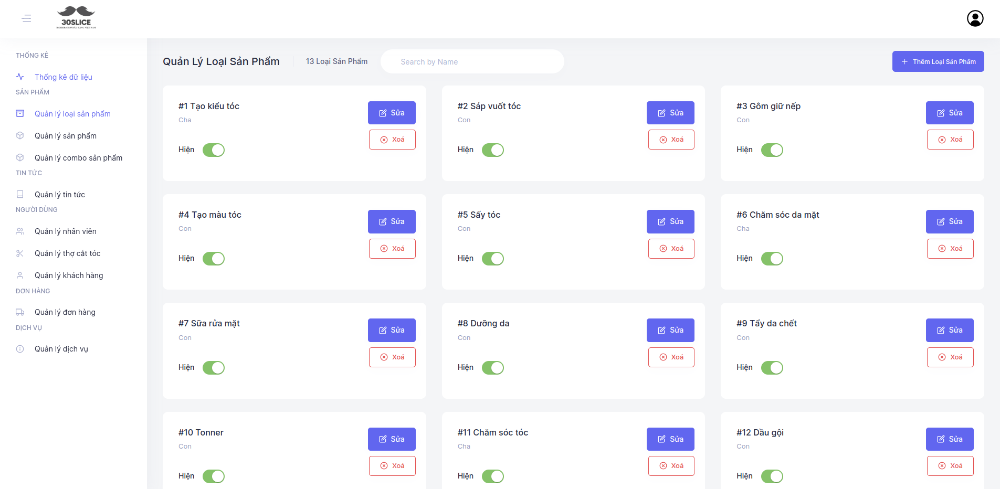 30SLICE
BARBER SHOP HÀNG ĐẦU VIỆT NAM
THỐNG KÊ
Thống kê dữ liệu
SẢN PHẨM
Quản lý loại sản phẩm
Quản lý sản phẩm
Quản lý combo sản phẩm
TIN TỨC
Quản lý tin tức
NGƯỜI DÙNG
Quản lý nhân viên
Quản lý thợ cắt tóc
Quản lý khách hàng
ĐƠN HÀNG
Quản lý đơn hàng
DỊCH VỤ
Quản lý dịch vụ
Quản Lý Loại Sản Phẩm
13 Loại Sản Phẩm
Search by Name
Thêm Loại Sản Phẩm
#1 Tạo kiểu tóc
Cha
Hiện
Sửa
Xoá
#2 Sáp vuốt tóc
Con
Hiện
Sửa
Xoá
#3 Gôm giữ nếp
Con
Hiện
Sửa
Xoá
#4 Tạo màu tóc
Con
Hiện
Sửa
Xoá
#5 Sấy tóc
Con
Hiện
Sửa
Xoá
#6 Chăm sóc da mặt
Cha
Hiện
Sửa
Xoá
#7 Sữa rửa mặt
Con
Hiện
Sửa
Xoá
#8 Dưỡng da
Con
Hiện
Sửa
Xoá
#9 Tẩy da chết
Con
Hiện
Sửa
Xoá
#10 Tonner
Con
Hiện
Sửa
Xoá
#11 Chăm sóc tóc
Cha
Hiện
Sửa
Xoá
#12 Dầu gội
Con
Hiện
Sửa
Xoá